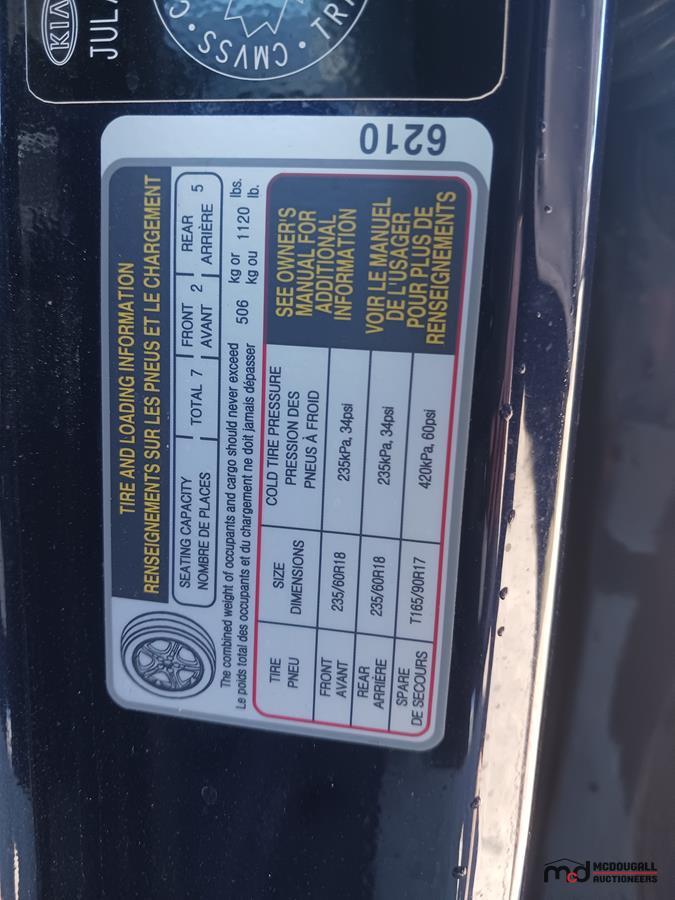 KIA
JUL
CMVSS
TR
6210
TIRE AND LOADING INFORMATION
RENSEIGNEMENTS SUR LES PNEUS ET LE CHARGEMENT
SEATING CAPACITY
NOMBRE DE PLACES
TOTAL 7
FRONT
AVANT 2
REAR
ARRIÈRE 5
The combined weight of occupants and cargo should never exceed 506 kg or 1120 lbs.
Le poids total des occupants et du chargement ne doit jamais dépasser kg ou lb.
TIRE
PNEU
SIZE
DIMENSIONS
COLD TIRE PRESSURE
PRESSION DES
PNEUS À FROID
FRONT
AVANT
235/60R18
235kPa, 34psi
REAR
ARRIÈRE
235/60R18
235kPa, 34psi
SPARE
DE SECOURS
T165/90R17
420kPa, 60psi
SEE OWNER'S
MANUAL FOR
ADDITIONAL
INFORMATION
VOIR LE MANUEL
DE L'USAGER
POUR PLUS DE
RENSEIGNEMENTS
mcd
MCDOUGALL
AUCTIONEERS